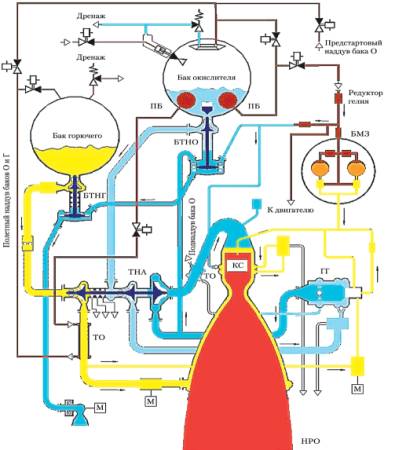 Дренаж
Предстартовый
наддув бака О
Дренаж
Бак окислителя
ПБ
ПБ
Редуктор
гелия
БМЗ
Бак горючего
БТНО
БТНГ
Полетный наддув баков О и Г
К двигателю
Поднаддув бака О
ТНА
ТО
КС
ГГ
ТО
М
М
М
НРО